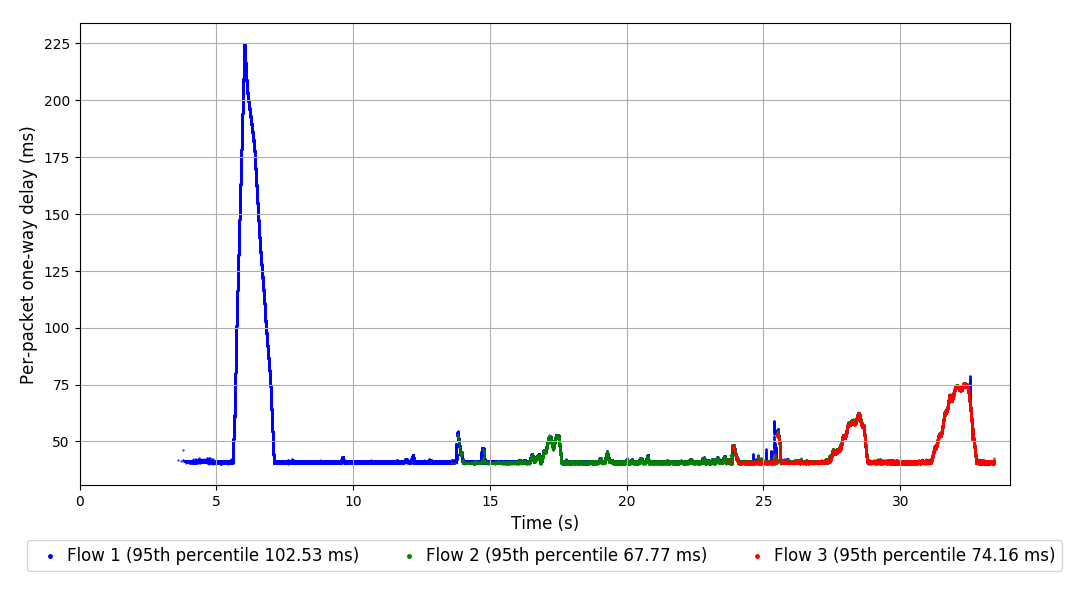 Per-packet one-way delay (ms)
225
200
175
150
125
100
75
50
0 5 10 15 20 25 30
Time (s)
Flow 1 (95th percentile 102.53 ms) Flow 2 (95th percentile 67.77 ms) Flow 3 (95th percentile 74.16 ms)